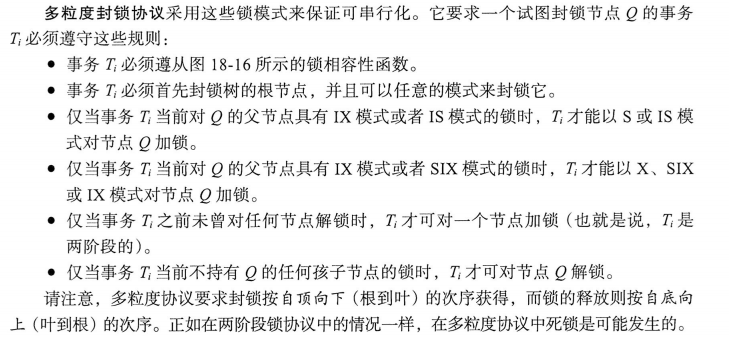 多粒度封锁协议采用这些锁模式来保证可串行化。它要求一个试图封锁节点 Q 的事务
Ti 必须遵守这些规则：
● 事务 Ti 必须遵从图 18-16 所示的锁相容性函数。
● 事务 Ti 必须首先封锁树的根节点，并且可以任意的模式来封锁它。
● 仅当事务 Ti 当前对 Q 的父节点具有 IX 模式或者 IS 模式的锁时，Ti 才能以 S 或 IS 模
式对节点 Q 加锁。
● 仅当事务 Ti 当前对 Q 的父节点具有 IX 模式或者 SIX 模式的锁时，Ti 才能以 X、SIX
或 IX 模式对节点 Q 加锁。
● 仅当事务 Ti 之前未曾对任何节点解锁时，Ti 才可对一个节点加锁（也就是说，Ti 是
两阶段的）。
● 仅当事务 Ti 当前不持有 Q 的任何孩子节点的锁时，Ti 才可对节点 Q 解锁。
请注意，多粒度协议要求封锁按自顶向下（根到叶）的次序获得，而锁的释放则按自底向
上（叶到根）的次序。正如在两阶段锁协议中的情况一样，在多粒度协议中死锁是可能发生的。